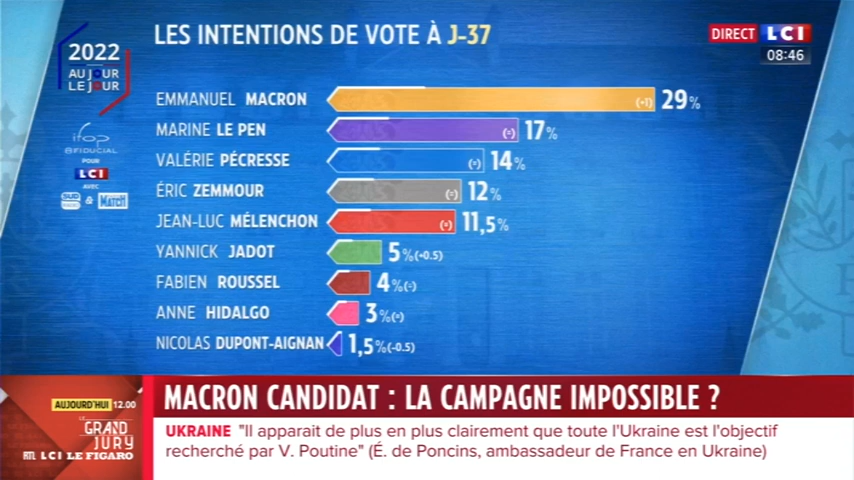 LES INTENTIONS DE VOTE À J-37
DIRECT LCI
08:46
2022
AU JOUR
LE JOUR
ifop
FIDUCIAL
POUR
LCI
AVEC
SUD RADIO & MATCH
EMMANUEL MACRON (+1) 29%
MARINE LE PEN (=) 17%
VALÉRIE PÉCRESSE (=) 14%
ÉRIC ZEMMOUR (=) 12%
JEAN-LUC MÉLENCHON (=) 11,5%
YANNICK JADOT 5%(+0.5)
FABIEN ROUSSEL 4%(=)
ANNE HIDALGO 3%(=)
NICOLAS DUPONT-AIGNAN 1,5%(-0.5)
AUJOURD'HUI 12.00
LE
GRAND
JURY
RTL LCI LE FIGARO
MACRON CANDIDAT : LA CAMPAGNE IMPOSSIBLE ?
UKRAINE "Il apparait de plus en plus clairement que toute l'Ukraine est l'objectif
recherché par V. Poutine" (É. de Poncins, ambassadeur de France en Ukraine)